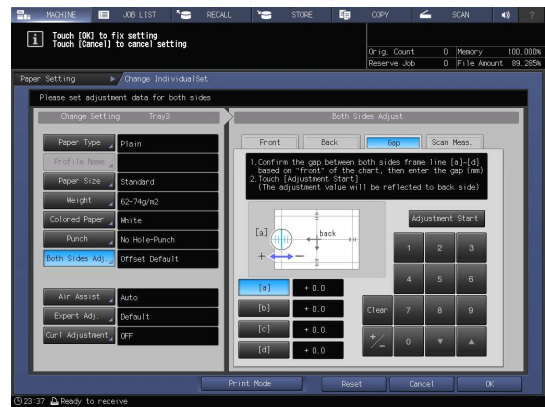 MACHINE JOB LIST RECALL STORE COPY SCAN ?
Touch [OK] to fix setting
Touch [Cancel] to cancel setting
Orig. Count 0 Memory 100.000%
Reserve Job 0 File Amount 89.285%
Paper Setting Change IndividualSet
Please set adjustment data for both sides
Change Setting Tray3
Both Sides Adjust
Paper Type Plain
Profile Name
Paper Size Standard
Weight 62-74g/m2
Colored Paper White
Punch No Hole-Punch
Both Sides Adj. Offset Default
Air Assist Auto
Expert Adj. Default
Curl Adjustment OFF
Front Back Gap Scan Meas.
1.Confirm the gap between both sides frame line [a]-[d]
based on "front" of the chart, then enter the gap (mm)
2.Touch [Adjustment Start]
(The adjustment value will be reflected to back side)
[a] back
+ -
Adjustment Start
[a] + 0.0
[b] + 0.0
[c] + 0.0
[d] + 0.0
1 2 3
4 5 6
Clear 7 8 9
+/- 0 ▼ ▲
Print Mode Reset Cancel OK
23:37 Ready to receive